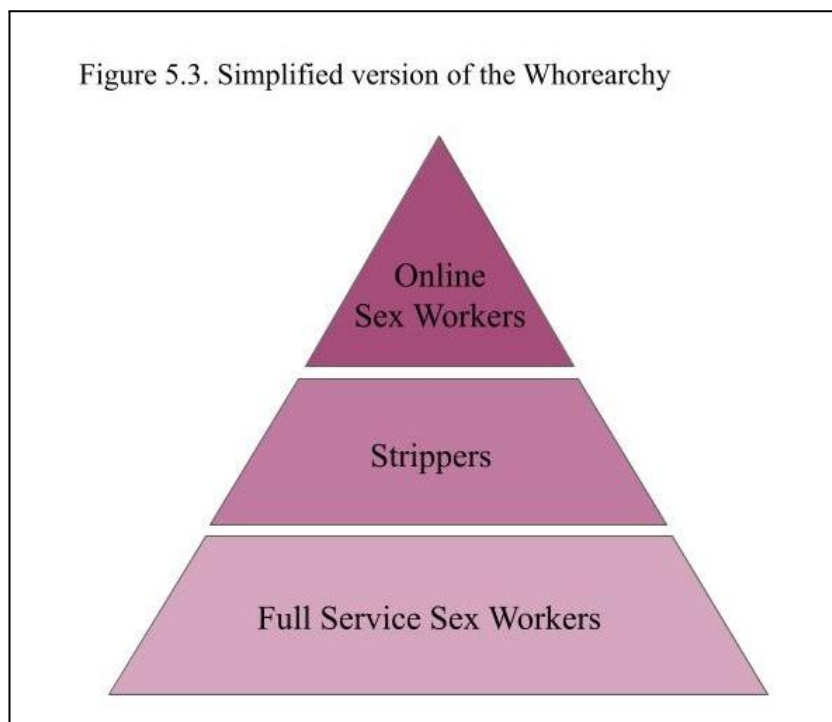 Figure 5.3. Simplified version of the Whorearchy
Online
Sex Workers
Strippers
Full Service Sex Workers